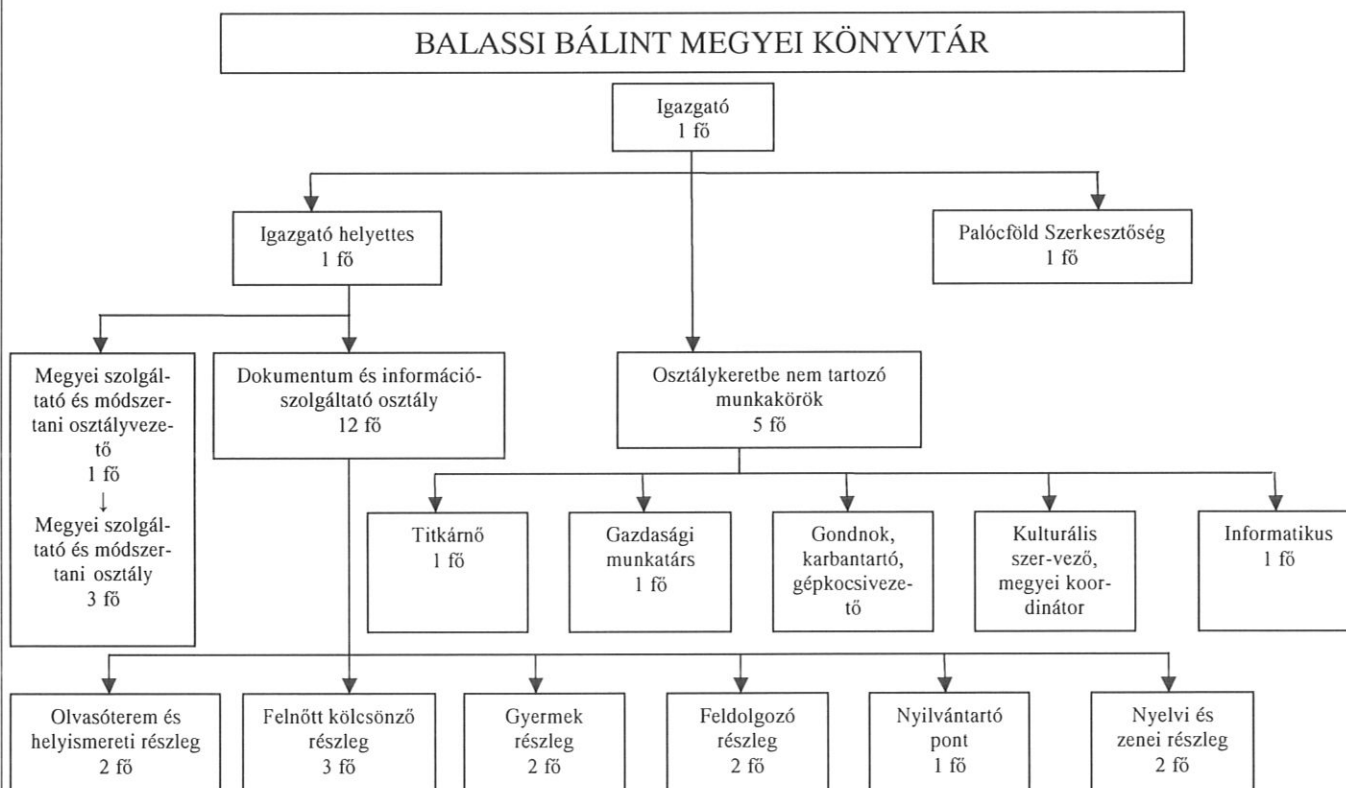 BALASSI BÁLINT MEGYEI KÖNYVTÁR
Igazgató
1 fő
Igazgató helyettes
1 fő
Palócföld Szerkesztőség
1 fő
Megyei szolgál-
tató és módszer-
tani osztályveze-
tő
1 fő
↓
Megyei szolgál-
tató és módszer-
tani osztály
3 fő
Dokumentum és információ-
szolgáltató osztály
12 fő
Osztálykeretbe nem tartozó
munkakörök
5 fő
Titkárnő
1 fő
Gazdasági
munkatárs
1 fő
Gondnok,
karbantartó,
gépkocsiveze-
tő
Kulturális
szer-vező,
megyei koor-
dinátor
Informatikus
1 fő
Olvasóterem és
helyismereti részleg
2 fő
Felnőtt kölcsönző
részleg
3 fő
Gyermek
részleg
2 fő
Feldolgozó
részleg
2 fő
Nyilvántartó
pont
1 fő
Nyelvi és
zenei részleg
2 fő